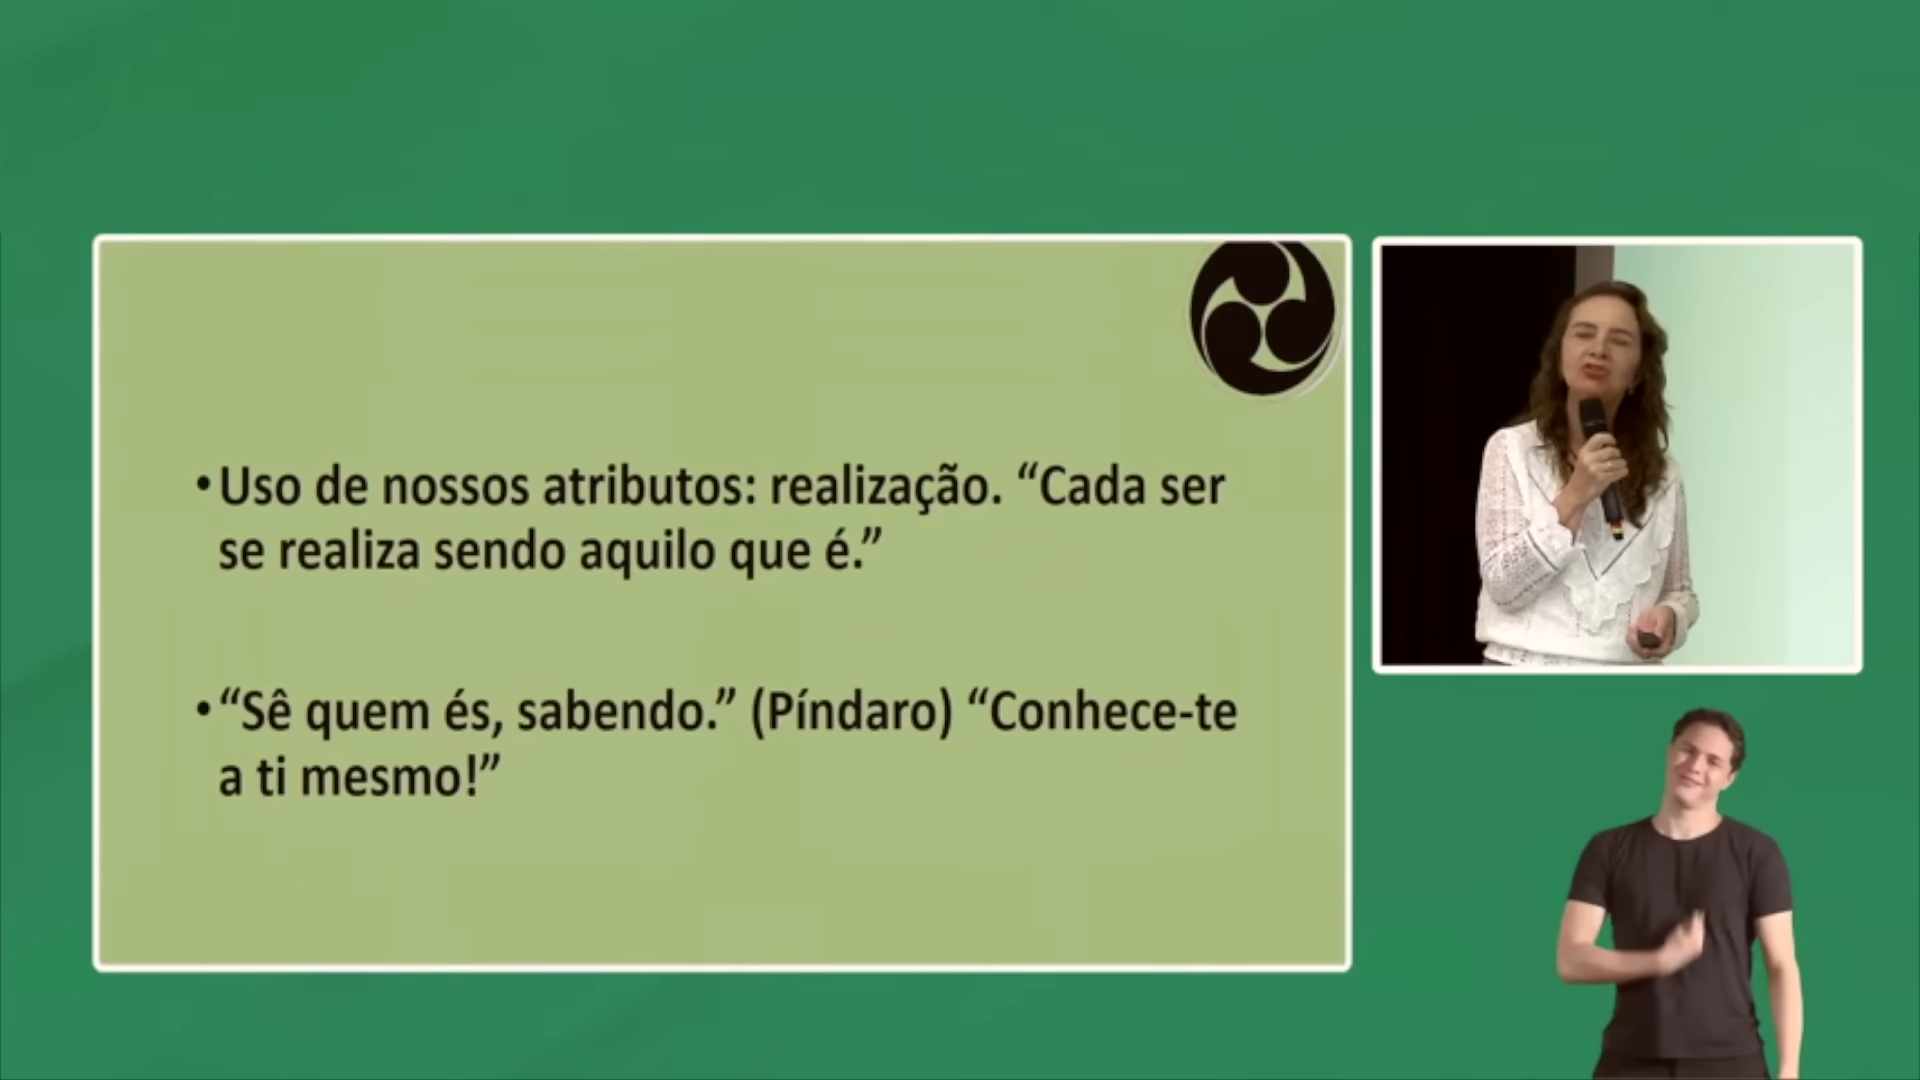 • Uso de nossos atributos: realização. “Cada ser
se realiza sendo aquilo que é.”
• “Sê quem és, sabendo.” (Píndaro) “Conhece-te
a ti mesmo!”